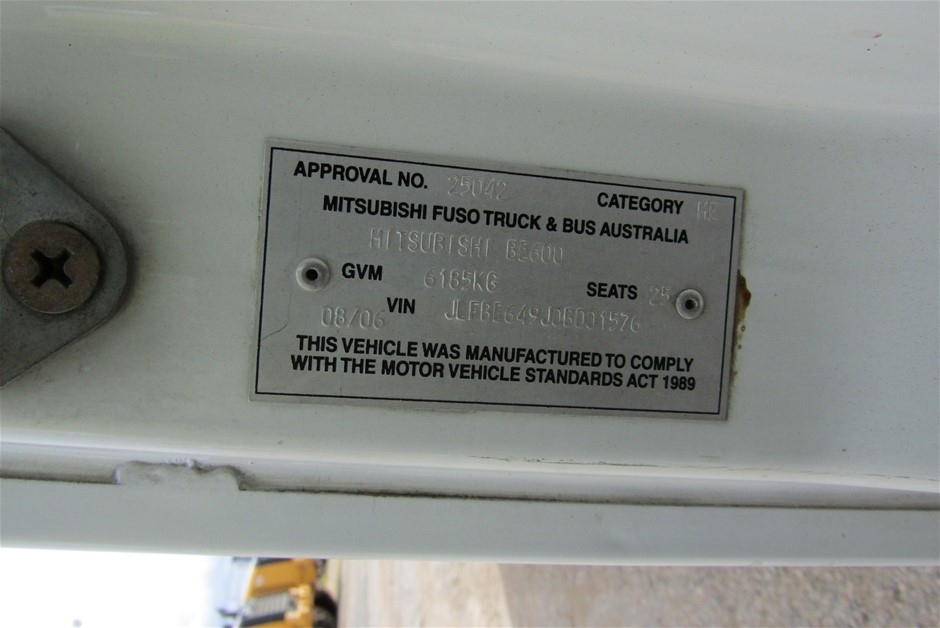 APPROVAL NO. 25042 CATEGORY ME
MITSUBISHI FUSO TRUCK & BUS AUSTRALIA
MITSUBISHI BE600
GVM 6185KG SEATS 25
08/06 VIN
THIS VEHICLE WAS MANUFACTURED TO COMPLY
WITH THE MOTOR VEHICLE STANDARDS ACT 1989